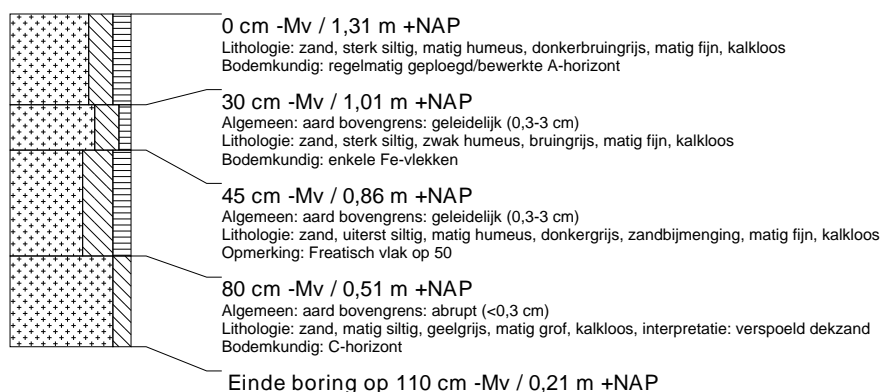 0 cm -Mv / 1,31 m +NAP
Lithologie: zand, sterk siltig, matig humeus, donkerbruingrijs, matig fijn, kalkloos
Bodemkundig: regelmatig geploegd/bewerkte A-horizont
30 cm -Mv / 1,01 m +NAP
Algemeen: aard bovengrens: geleidelijk (0,3-3 cm)
Lithologie: zand, sterk siltig, zwak humeus, bruingrijs, matig fijn, kalkloos
Bodemkundig: enkele Fe-vlekken
45 cm -Mv / 0,86 m +NAP
Algemeen: aard bovengrens: geleidelijk (0,3-3 cm)
Lithologie: zand, uiterst siltig, matig humeus, donkergrijs, zandbijmenging, matig fijn, kalkloos
Opmerking: Freatisch vlak op 50
80 cm -Mv / 0,51 m +NAP
Algemeen: aard bovengrens: abrupt (<0,3 cm)
Lithologie: zand, matig siltig, geelgrijs, matig grof, kalkloos, interpretatie: verspoeld dekzand
Bodemkundig: C-horizont
Einde boring op 110 cm -Mv / 0,21 m +NAP